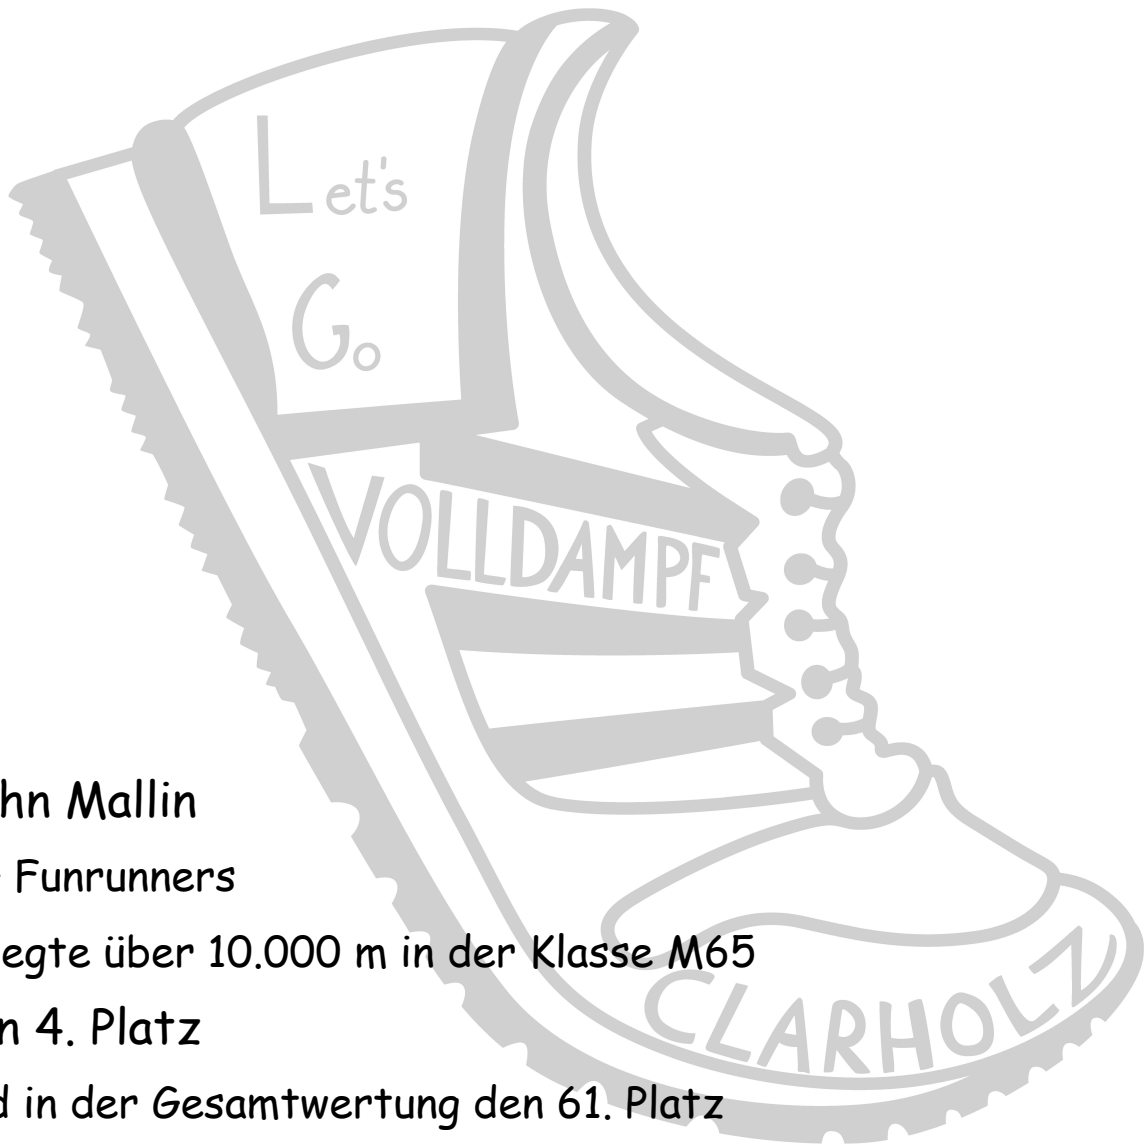 Let's
Go
VOLLDAMPF
hn Mallin
Funrunners
egte über 10.000 m in der Klasse M65
n 4. Platz
d in der Gesamtwertung den 61. Platz
CLARHOLZ